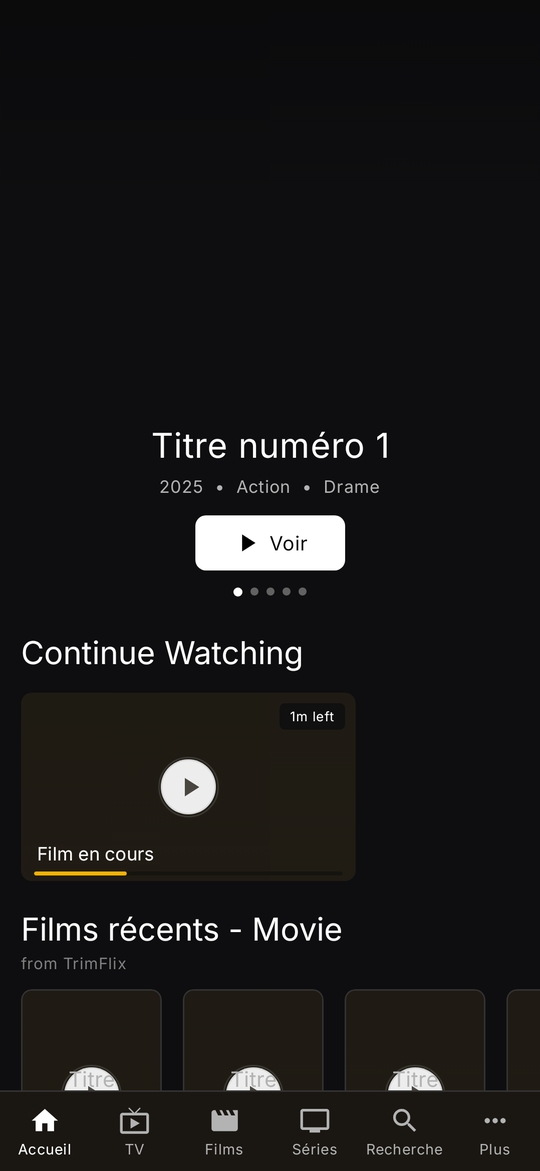 Titre numéro 1
2025 • Action • Drame
Voir
Continue Watching
1m left
Film en cours
Films récents - Movie
from TrimFlix
Titre Titre Titre
Accueil TV Films Séries Recherche Plus